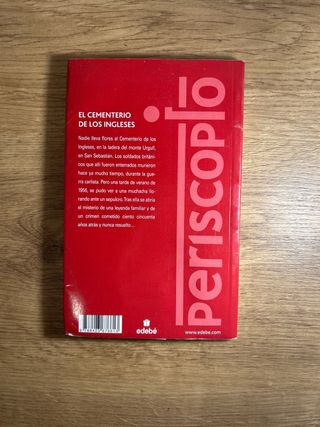 EL CEMENTERIO
DE LOS INGLESES
Nadie lleva flores al Cementerio de los
Ingleses, en la ladera del monte Urgull,
en San Sebastián. Los soldados britán-
icos que allí fueron enterrados murieron
hace ya mucho tiempo, durante la gue-
rra carlista. Pero una tarde de verano de
1956, se pudo ver a una muchacha llo-
rando ante un sepulcro. Tras ella se abría
el misterio de una leyenda familiar y de
un crimen cometido ciento cincuenta
años atrás y nunca resuelto...
periscopio
edebé
www.edebe.com